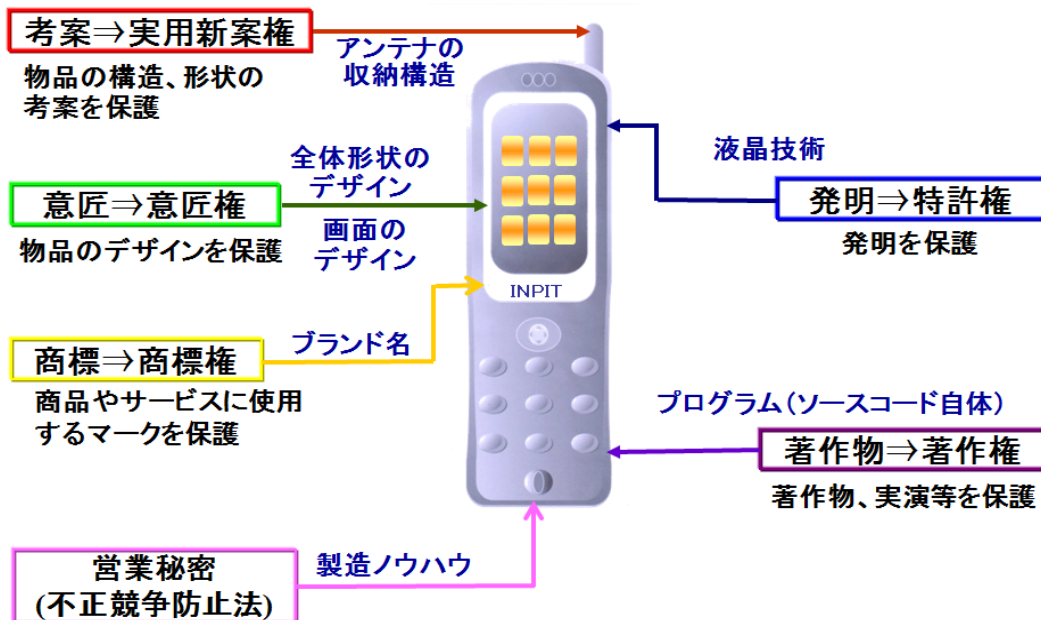 考案⇒実用新案権
物品の構造、形状の
考案を保護
アンテナの
収納構造
液晶技術
発明⇒特許権
発明を保護
全体形状の
デザイン
意匠⇒意匠権
物品のデザインを保護
画面の
デザイン
INPIT
ブランド名
商標⇒商標権
商品やサービスに使用
するマークを保護
プログラム(ソースコード自体)
著作物⇒著作権
著作物、実演等を保護
営業秘密
(不正競争防止法)
製造ノウハウ